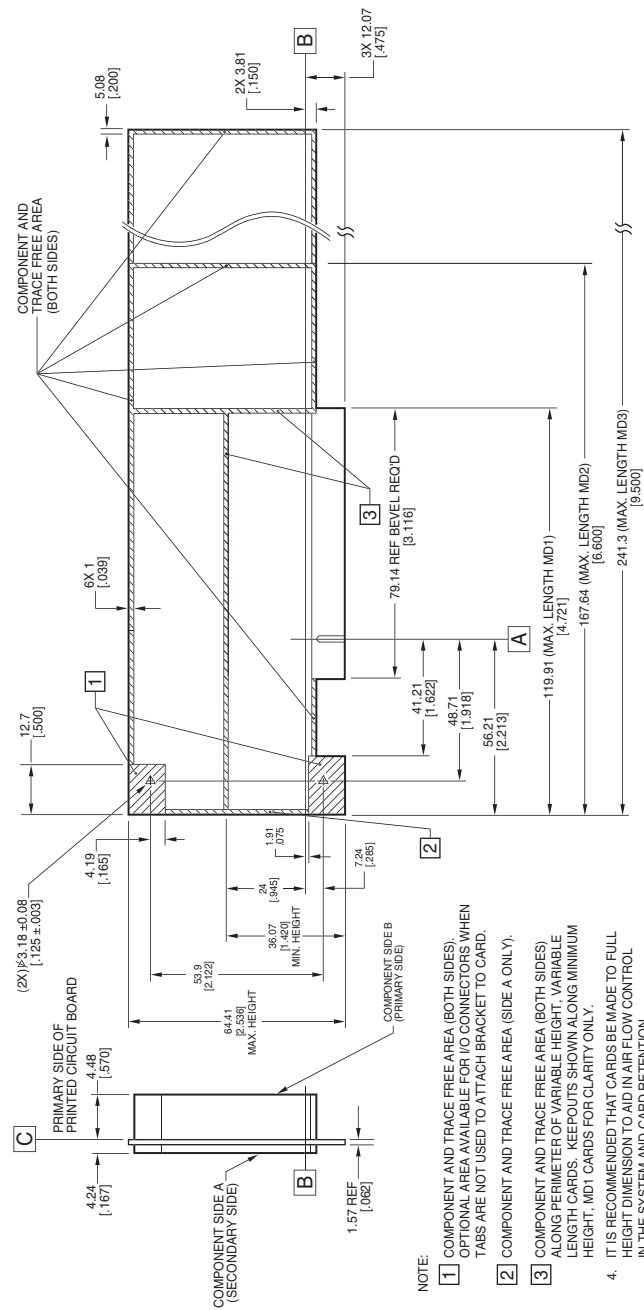 C
PRIMARY SIDE OF
PRINTED CIRCUIT BOARD
4.24
[.167]
4.48
[.570]
COMPONENT SIDE A
(SECONDARY SIDE)
COMPONENT SIDE B
(PRIMARY SIDE)
B
1.57 REF
[.062]
(2X) 3.18 ±0.08
[.125 ±.003]
12.7
[.500]
1
4.19
[.165]
6X 1
[.039]
COMPONENT AND
TRACE FREE AREA
(BOTH SIDES)
5.08
[.200]
2X 3.81
[.150]
B
3X 12.07
[.475]
64.41
[2.536]
MAX. HEIGHT
53.9
[2.122]
36.07
[1.420]
MIN. HEIGHT
24
[.945]
1.91
.075
7.24
[.285]
2
3
79.14 REF BEVEL REQ'D
[3.116]
41.21
[1.622]
48.71
[1.918]
56.21
[2.213]
A
119.91 (MAX. LENGTH MD1)
[4.721]
167.64 (MAX. LENGTH MD2)
[6.600]
241.3 (MAX. LENGTH MD3)
[9.500]
NOTE:
1 COMPONENT AND TRACE FREE AREA (BOTH SIDES).
OPTIONAL AREA AVAILABLE FOR I/O CONNECTORS WHEN
TABS ARE NOT USED TO ATTACH BRACKET TO CARD.
2 COMPONENT AND TRACE FREE AREA (SIDE A ONLY).
3 COMPONENT AND TRACE FREE AREA (BOTH SIDES)
ALONG PERIMETER OF VARIABLE HEIGHT, VARIABLE
LENGTH CARDS. KEEPOUTS SHOWN ALONG MINIMUM
HEIGHT, MD1 CARDS FOR CLARITY ONLY.
4. IT IS RECOMMENDED THAT CARDS BE MADE TO FULL
HEIGHT DIMENSION TO AID IN AIR FLOW CONTROL
IN THE SYSTEM AND CARD RETENTION